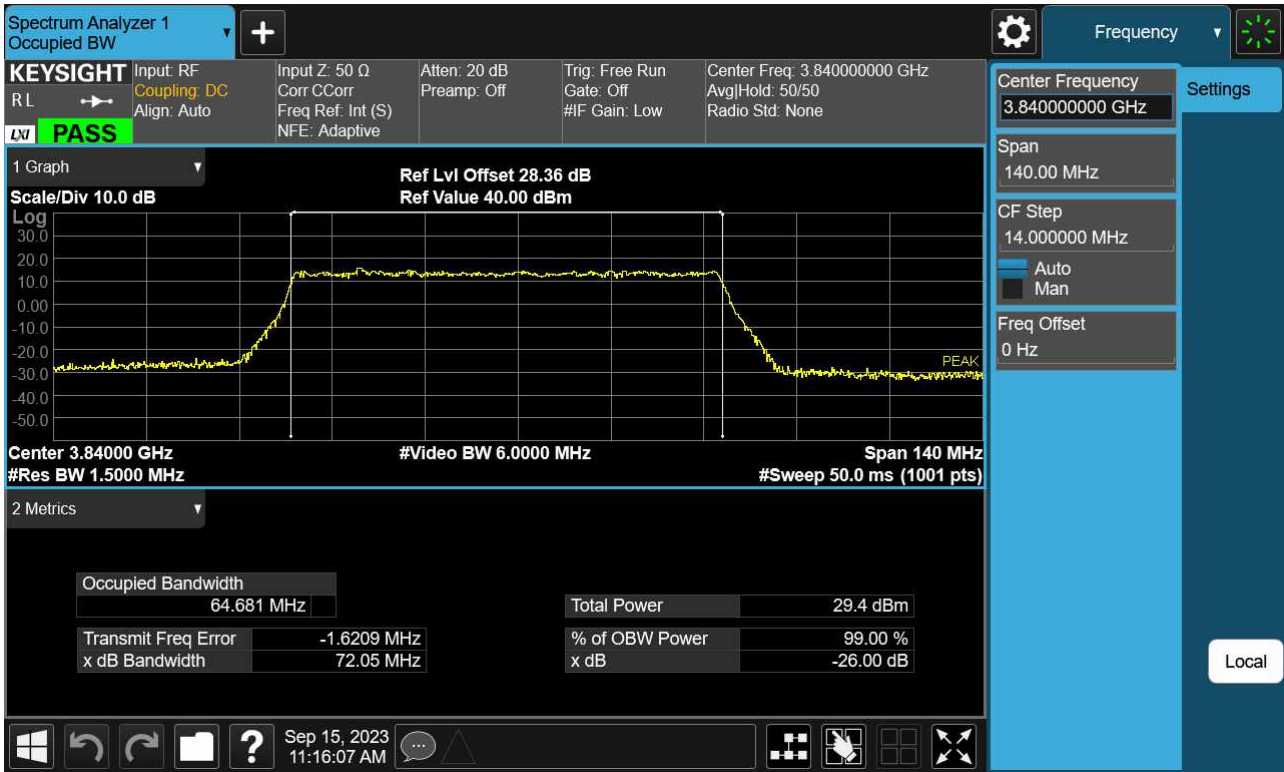 Spectrum Analyzer 1
Occupied BW
+
Frequency
KEYSIGHT
RL
LXI
PASS
Input: RF
Coupling: DC
Align: Auto
Input Z: 50 Ω
Corr CCorr
Freq Ref: Int (S)
NFE: Adaptive
Atten: 20 dB
Preamp: Off
Trig: Free Run
Gate: Off
#IF Gain: Low
Center Freq: 3.840000000 GHz
Avg|Hold: 50/50
Radio Std: None
Center Frequency
3.840000000 GHz
Settings
Span
140.00 MHz
CF Step
14.000000 MHz
Auto
Man
Freq Offset
0 Hz
Local
1 Graph
Scale/Div 10.0 dB
Ref Lvl Offset 28.36 dB
Ref Value 40.00 dBm
Log
30.0
20.0
10.0
0.00
-10.0
-20.0
-30.0
-40.0
-50.0
PEAK
Center 3.84000 GHz
#Video BW 6.0000 MHz
Span 140 MHz
#Res BW 1.5000 MHz
#Sweep 50.0 ms (1001 pts)
2 Metrics
Occupied Bandwidth
64.681 MHz
Total Power 29.4 dBm
Transmit Freq Error -1.6209 MHz
% of OBW Power 99.00 %
x dB Bandwidth 72.05 MHz
x dB -26.00 dB
?
Sep 15, 2023
11:16:07 AM